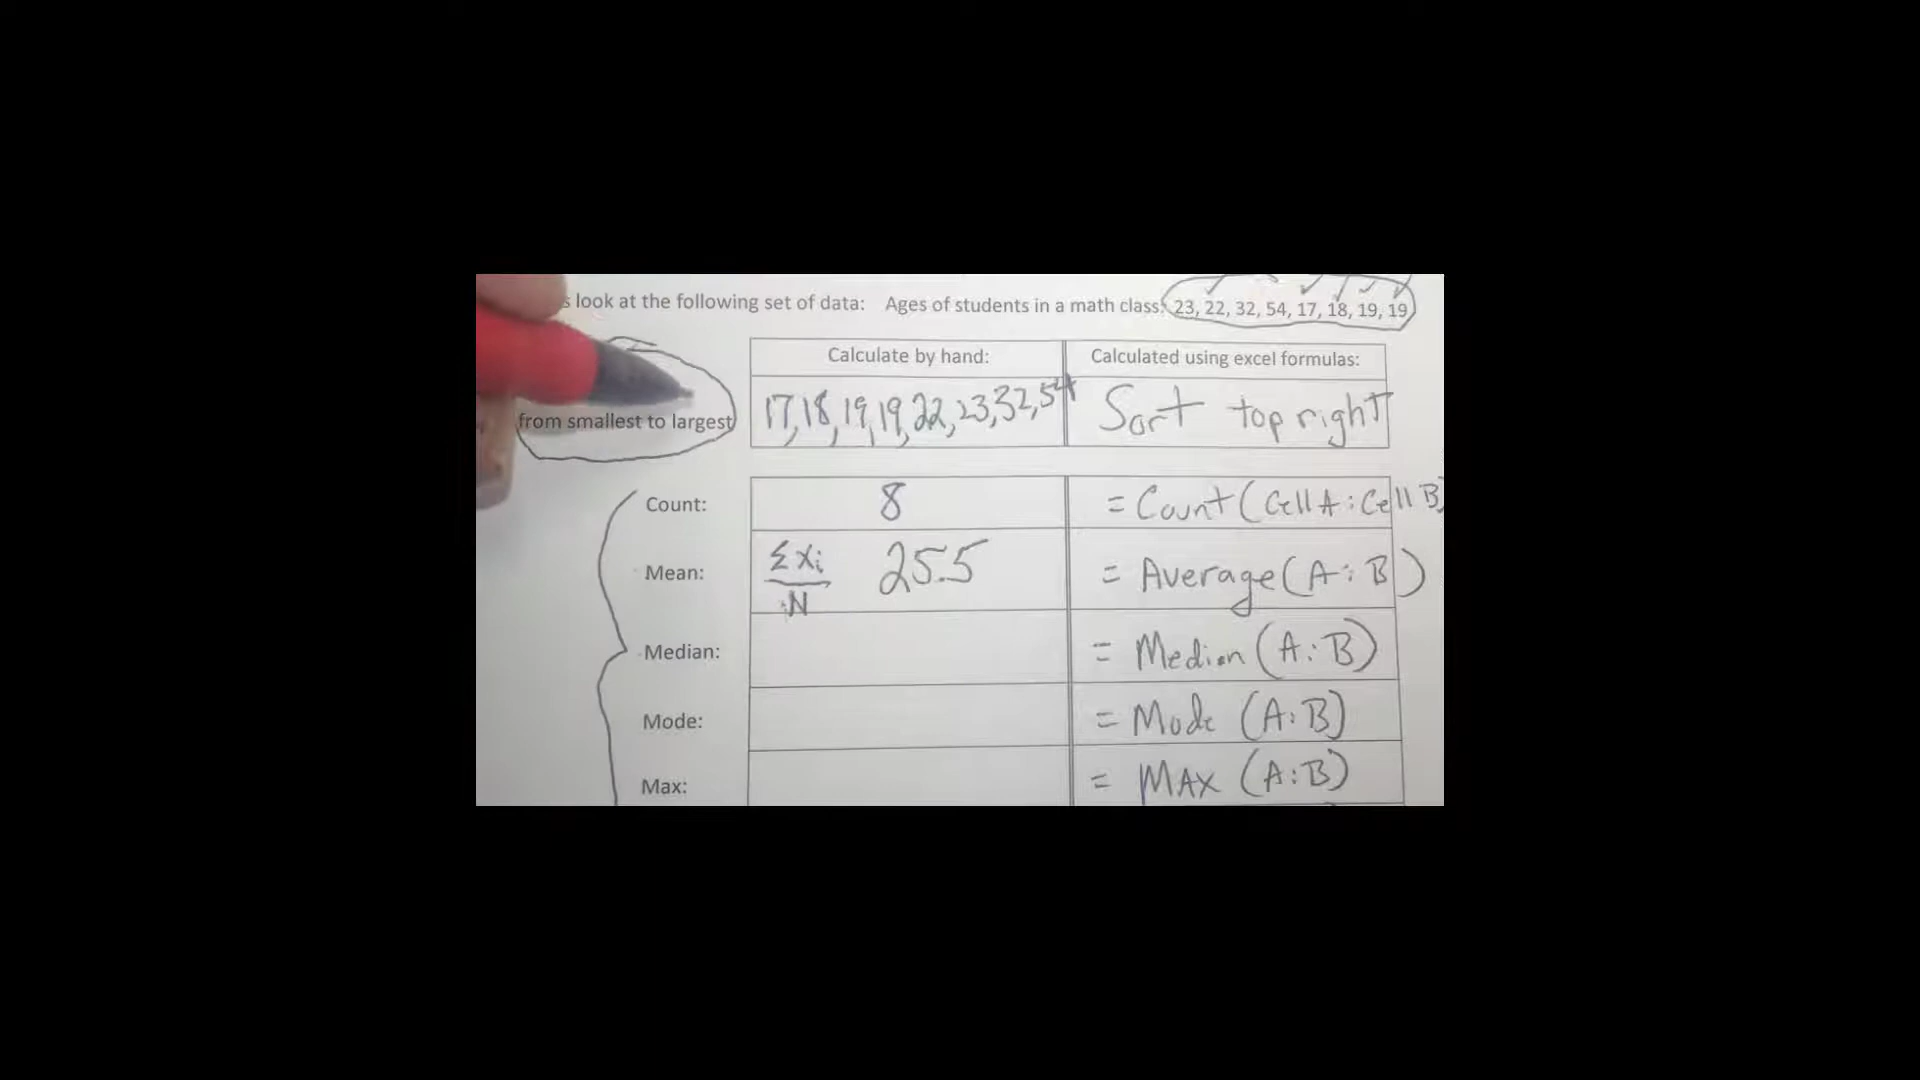 s look at the following set of data: Ages of students in a math class: 23, 22, 32, 54, 17, 18, 19, 19
Calculate by hand: Calculated using excel formulas:
from smallest to largest 17, 18, 19, 19, 22, 23, 32, 54 Sort top right
Count: 8 = Count (Cell A : Cell B)
Mean: Σxi/N 25.5 = Average (A : B)
Median: = Median (A : B)
Mode: = Mode (A : B)
Max: = MAX (A : B)